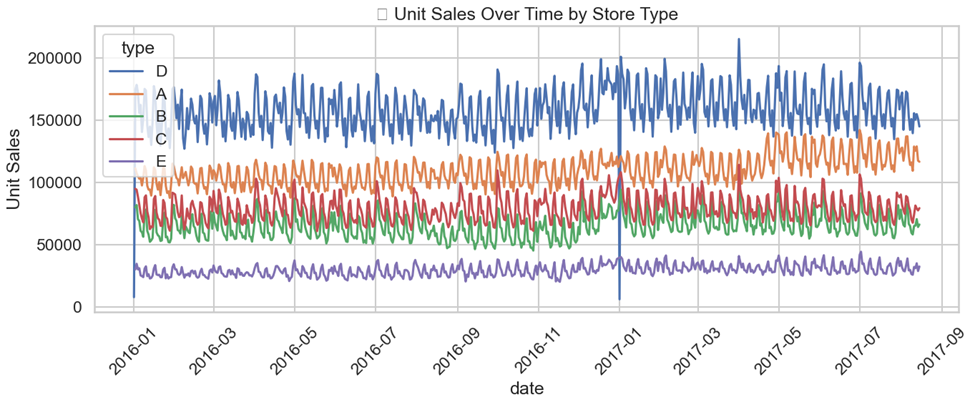 Unit Sales Over Time by Store Type
type
D
A
B
C
E
Unit Sales
200000
150000
100000
50000
0
2016-01
2016-03
2016-05
2016-07
2016-09
2016-11
2017-01
2017-03
2017-05
2017-07
2017-09
date